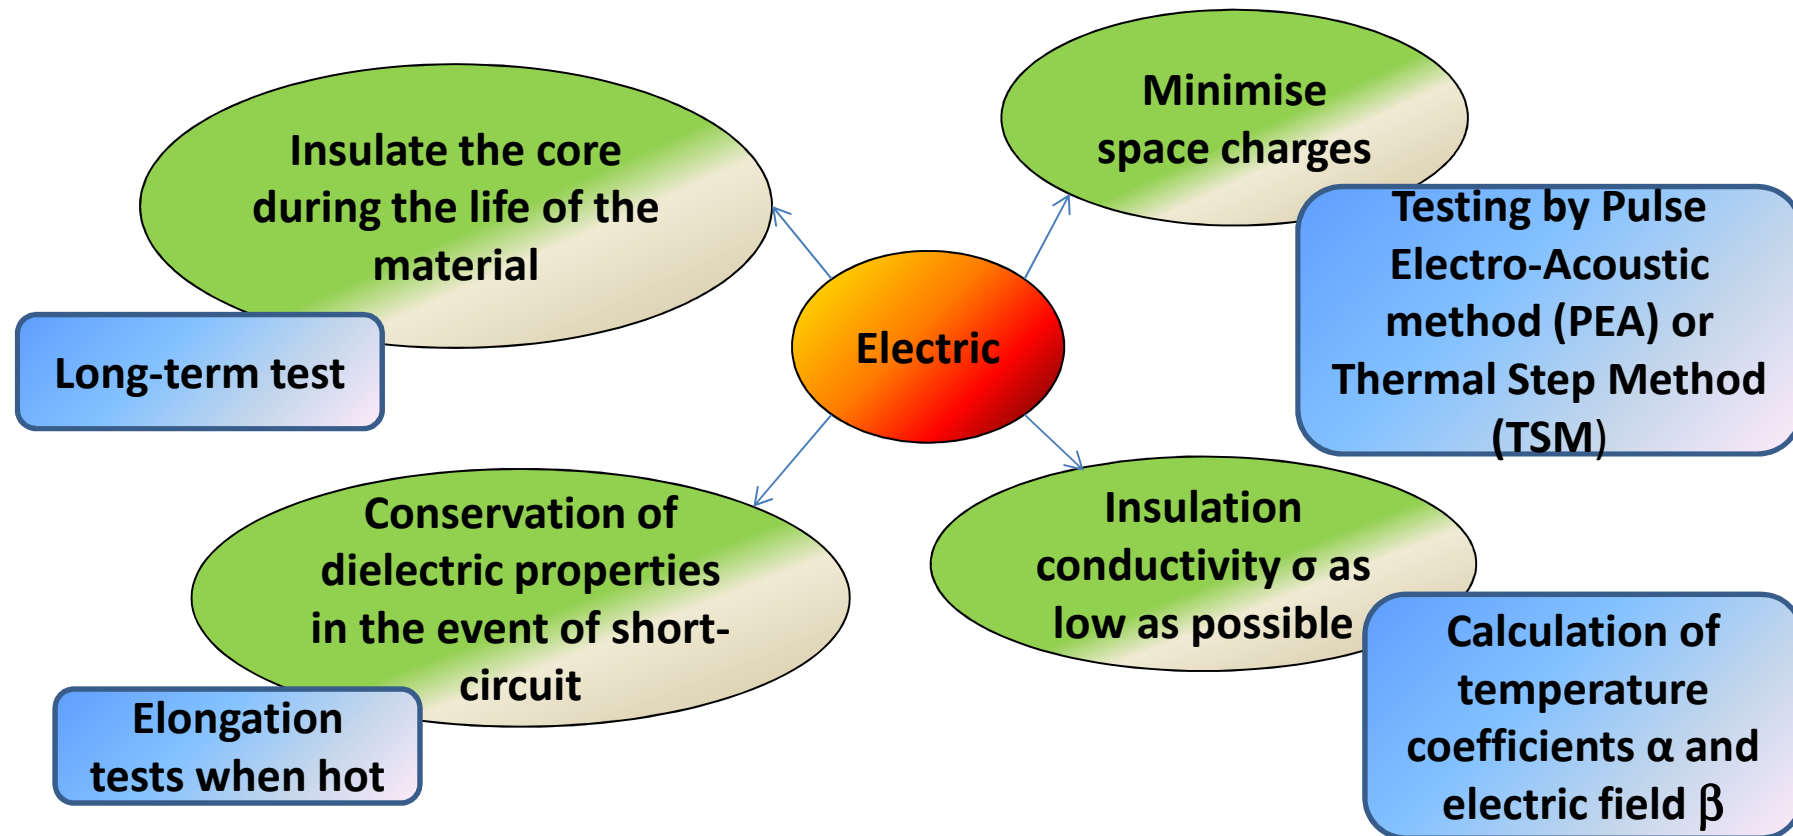 Insulate the core
during the life of the
material
Long-term test
Minimise
space charges
Testing by Pulse
Electro-Acoustic
method (PEA) or
Thermal Step Method
(TSM)
Electric
Conservation of
dielectric properties
in the event of short-
circuit
Elongation
tests when hot
Insulation
conductivity σ as
low as possible
Calculation of
temperature
coefficients α and
electric field β